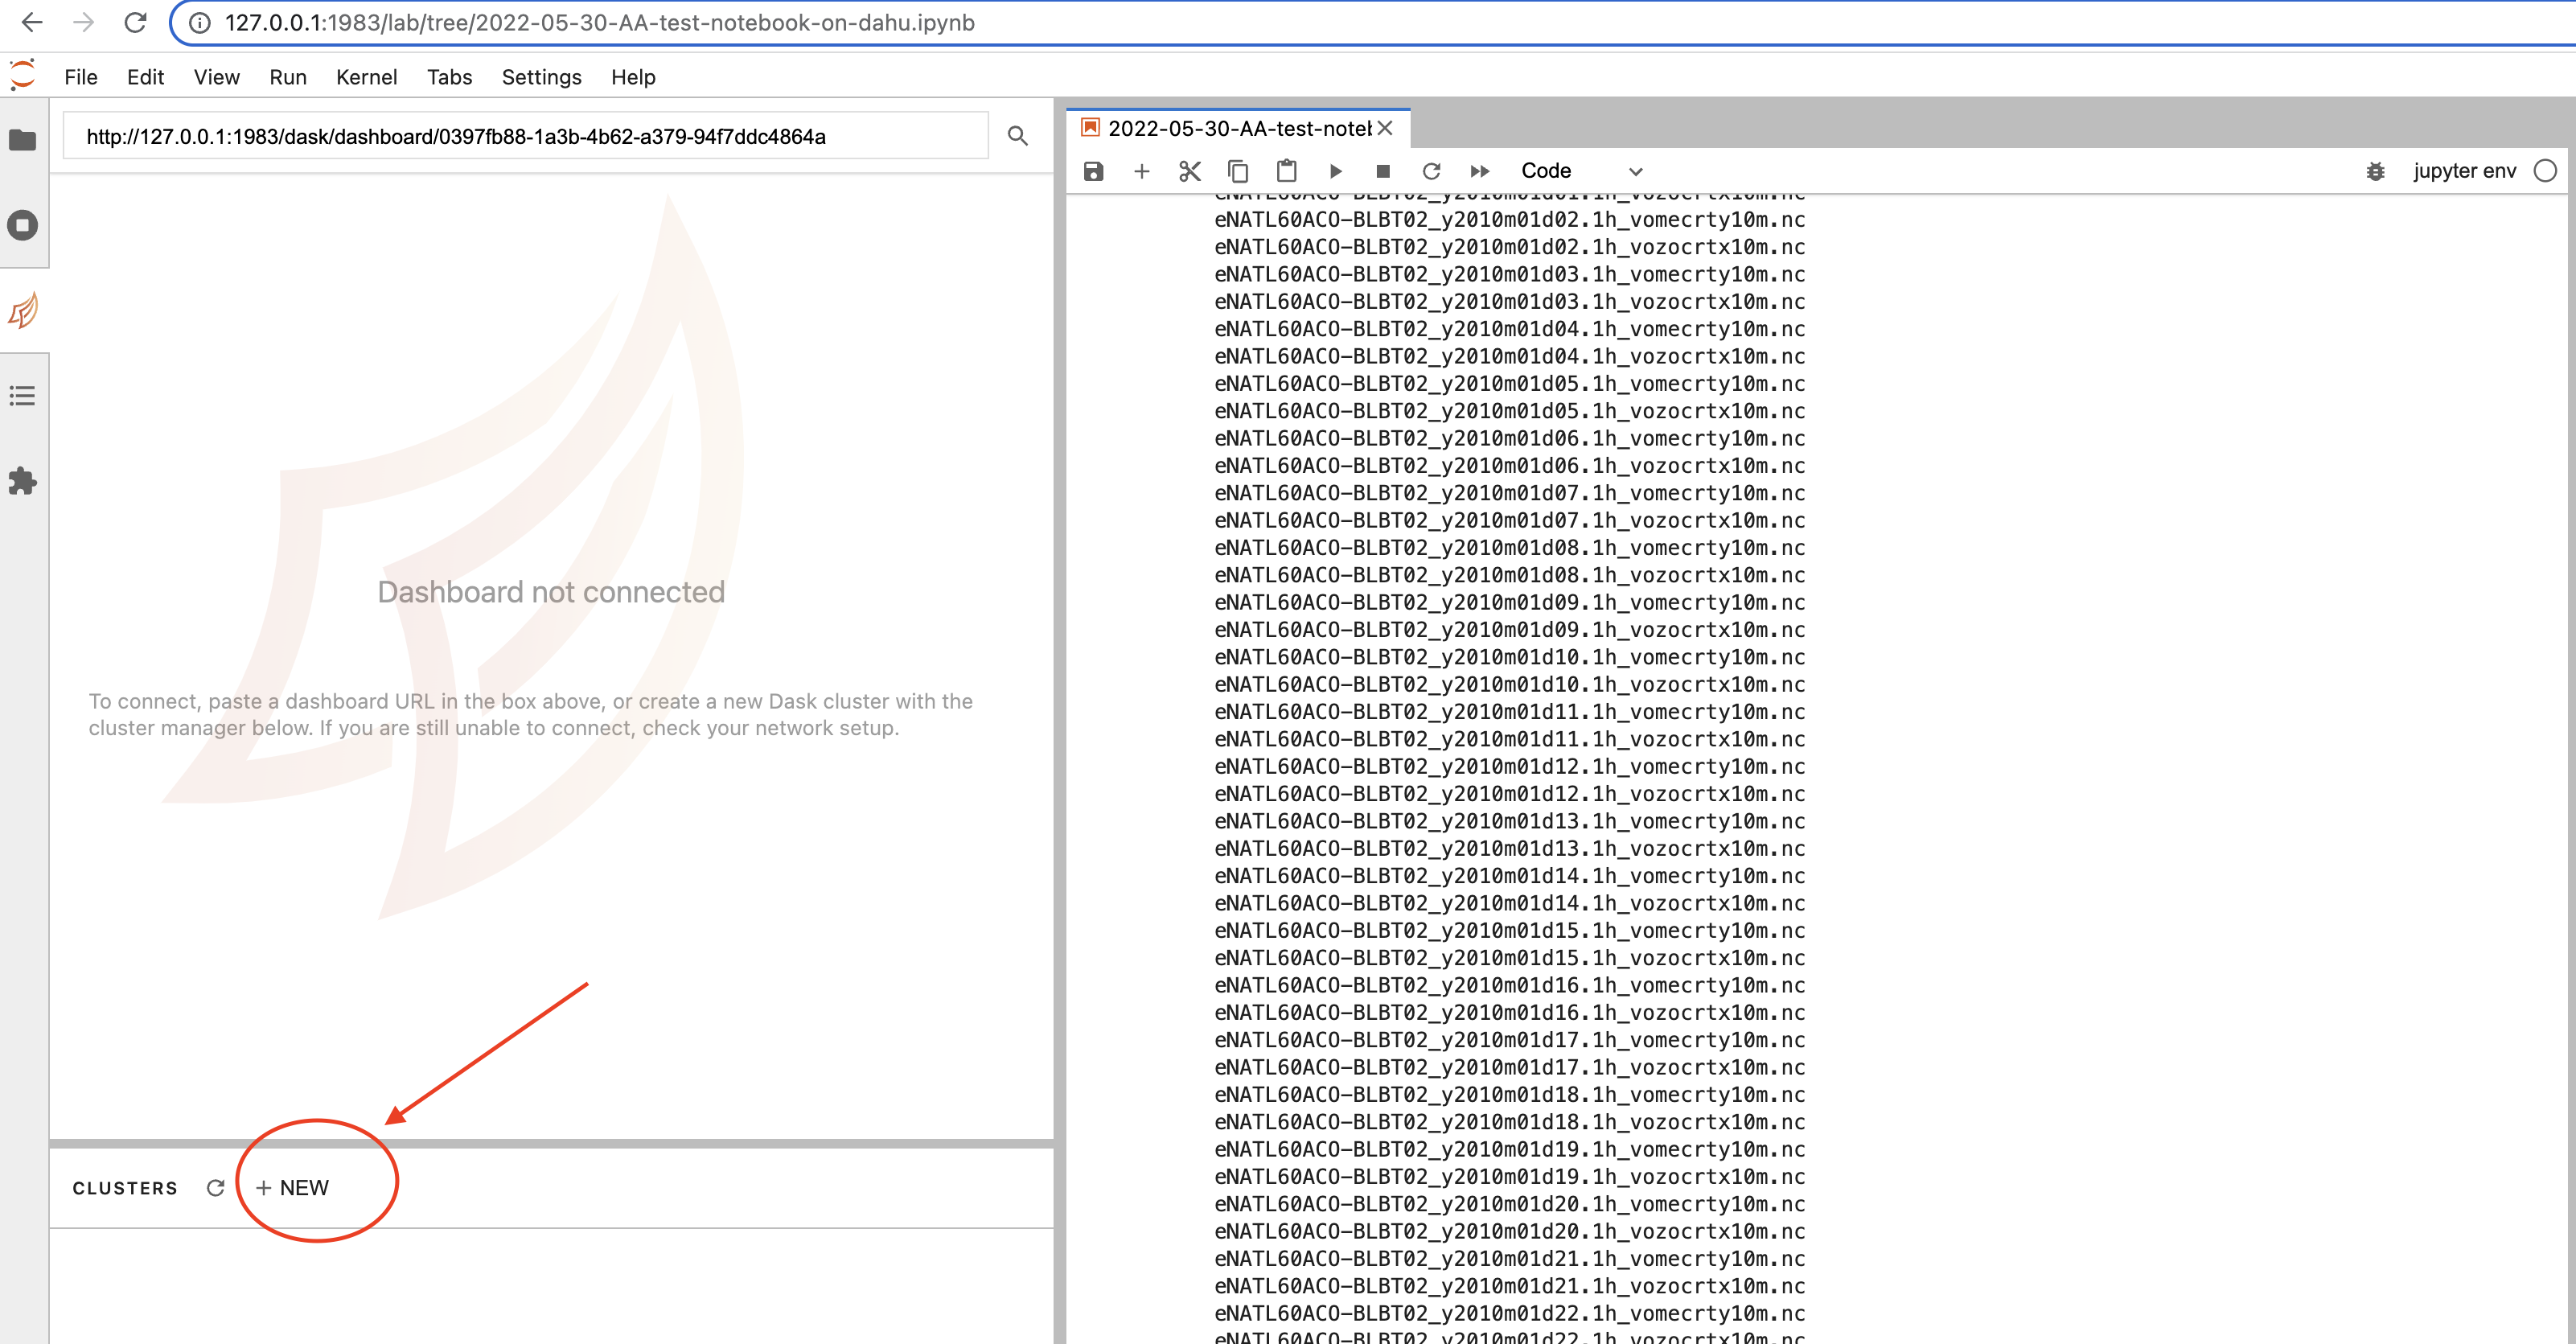 127.0.0.1:1983/lab/tree/2022-05-30-AA-test-notebook-on-dahu.ipynb
File Edit View Run Kernel Tabs Settings Help
http://127.0.0.1:1983/dask/dashboard/0397fb88-1a3b-4b62-a379-94f7ddc4864a
Dashboard not connected
To connect, paste a dashboard URL in the box above, or create a new Dask cluster with the
cluster manager below. If you are still unable to connect, check your network setup.
CLUSTERS + NEW
2022-05-30-AA-test-notel
Code jupyter env
eNATL60ACO-BLBT02_y2010m01d01.1h_vozocrtx10m.nc
eNATL60ACO-BLBT02_y2010m01d02.1h_vomecrty10m.nc
eNATL60ACO-BLBT02_y2010m01d02.1h_vozocrtx10m.nc
eNATL60ACO-BLBT02_y2010m01d03.1h_vomecrty10m.nc
eNATL60ACO-BLBT02_y2010m01d03.1h_vozocrtx10m.nc
eNATL60ACO-BLBT02_y2010m01d04.1h_vomecrty10m.nc
eNATL60ACO-BLBT02_y2010m01d04.1h_vozocrtx10m.nc
eNATL60ACO-BLBT02_y2010m01d05.1h_vomecrty10m.nc
eNATL60ACO-BLBT02_y2010m01d05.1h_vozocrtx10m.nc
eNATL60ACO-BLBT02_y2010m01d06.1h_vomecrty10m.nc
eNATL60ACO-BLBT02_y2010m01d06.1h_vozocrtx10m.nc
eNATL60ACO-BLBT02_y2010m01d07.1h_vomecrty10m.nc
eNATL60ACO-BLBT02_y2010m01d07.1h_vozocrtx10m.nc
eNATL60ACO-BLBT02_y2010m01d08.1h_vomecrty10m.nc
eNATL60ACO-BLBT02_y2010m01d08.1h_vozocrtx10m.nc
eNATL60ACO-BLBT02_y2010m01d09.1h_vomecrty10m.nc
eNATL60ACO-BLBT02_y2010m01d09.1h_vozocrtx10m.nc
eNATL60ACO-BLBT02_y2010m01d10.1h_vomecrty10m.nc
eNATL60ACO-BLBT02_y2010m01d10.1h_vozocrtx10m.nc
eNATL60ACO-BLBT02_y2010m01d11.1h_vomecrty10m.nc
eNATL60ACO-BLBT02_y2010m01d11.1h_vozocrtx10m.nc
eNATL60ACO-BLBT02_y2010m01d12.1h_vomecrty10m.nc
eNATL60ACO-BLBT02_y2010m01d12.1h_vozocrtx10m.nc
eNATL60ACO-BLBT02_y2010m01d13.1h_vomecrty10m.nc
eNATL60ACO-BLBT02_y2010m01d13.1h_vozocrtx10m.nc
eNATL60ACO-BLBT02_y2010m01d14.1h_vomecrty10m.nc
eNATL60ACO-BLBT02_y2010m01d14.1h_vozocrtx10m.nc
eNATL60ACO-BLBT02_y2010m01d15.1h_vomecrty10m.nc
eNATL60ACO-BLBT02_y2010m01d15.1h_vozocrtx10m.nc
eNATL60ACO-BLBT02_y2010m01d16.1h_vomecrty10m.nc
eNATL60ACO-BLBT02_y2010m01d16.1h_vozocrtx10m.nc
eNATL60ACO-BLBT02_y2010m01d17.1h_vomecrty10m.nc
eNATL60ACO-BLBT02_y2010m01d17.1h_vozocrtx10m.nc
eNATL60ACO-BLBT02_y2010m01d18.1h_vomecrty10m.nc
eNATL60ACO-BLBT02_y2010m01d18.1h_vozocrtx10m.nc
eNATL60ACO-BLBT02_y2010m01d19.1h_vomecrty10m.nc
eNATL60ACO-BLBT02_y2010m01d19.1h_vozocrtx10m.nc
eNATL60ACO-BLBT02_y2010m01d20.1h_vomecrty10m.nc
eNATL60ACO-BLBT02_y2010m01d20.1h_vozocrtx10m.nc
eNATL60ACO-BLBT02_y2010m01d21.1h_vomecrty10m.nc
eNATL60ACO-BLBT02_y2010m01d21.1h_vozocrtx10m.nc
eNATL60ACO-BLBT02_y2010m01d22.1h_vomecrty10m.nc
eNATL60ACO-BLBT02_y2010m01d22.1h_vozocrtx10m.nc